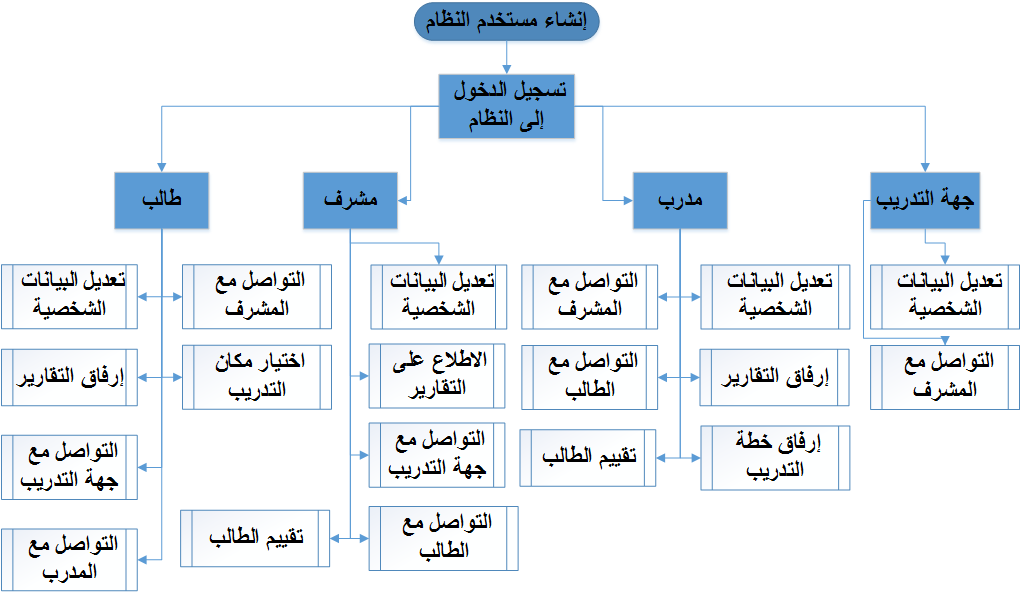 إنشاء مستخدم النظام
تسجيل الدخول
إلى النظام
جهة التدريب
مدرب
مشرف
طالب
تعديل البيانات
الشخصية
التواصل مع
المشرف
تعديل البيانات
الشخصية
التواصل مع
المشرف
إرفاق التقارير
التواصل مع
الطالب
إرفاق خطة
التدريب
تقييم الطالب
تعديل البيانات
الشخصية
الاطلاع على
التقارير
التواصل مع
جهة التدريب
التواصل مع
الطالب
تقييم الطالب
التواصل مع
المشرف
تعديل البيانات
الشخصية
اختيار مكان
التدريب
إرفاق التقارير
التواصل مع
جهة التدريب
التواصل مع
المدرب